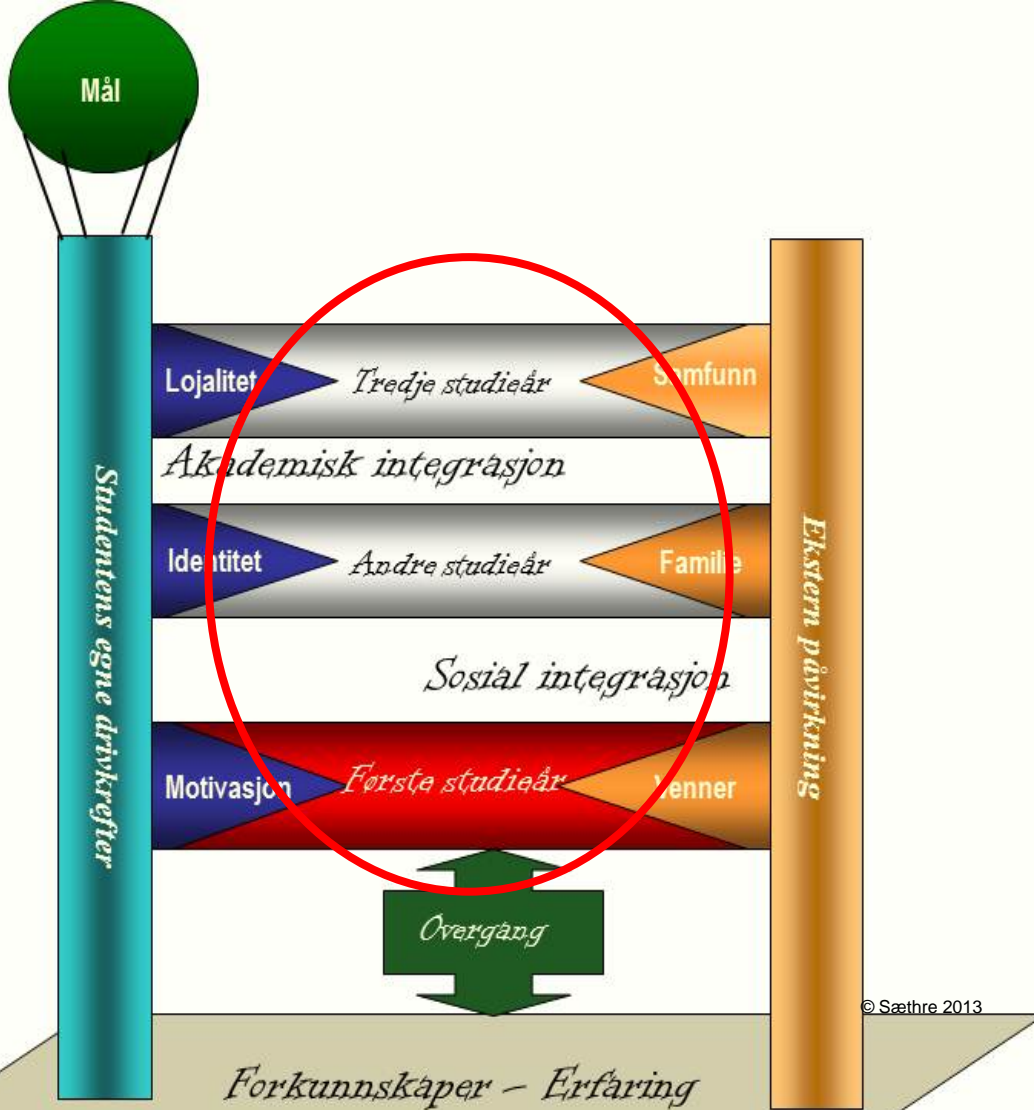 Mål
Lojalitet
Tredje studieår
Samfunn
Akademisk integrasjon
Studentens egne drivkrefter
Ekstern påvirkning
Identitet
Andre studieår
Familie
Sosial integrasjon
Motivasjon
Første studieår
Venner
Overgang
© Sæthre 2013
Forkunnskaper – Erfaring